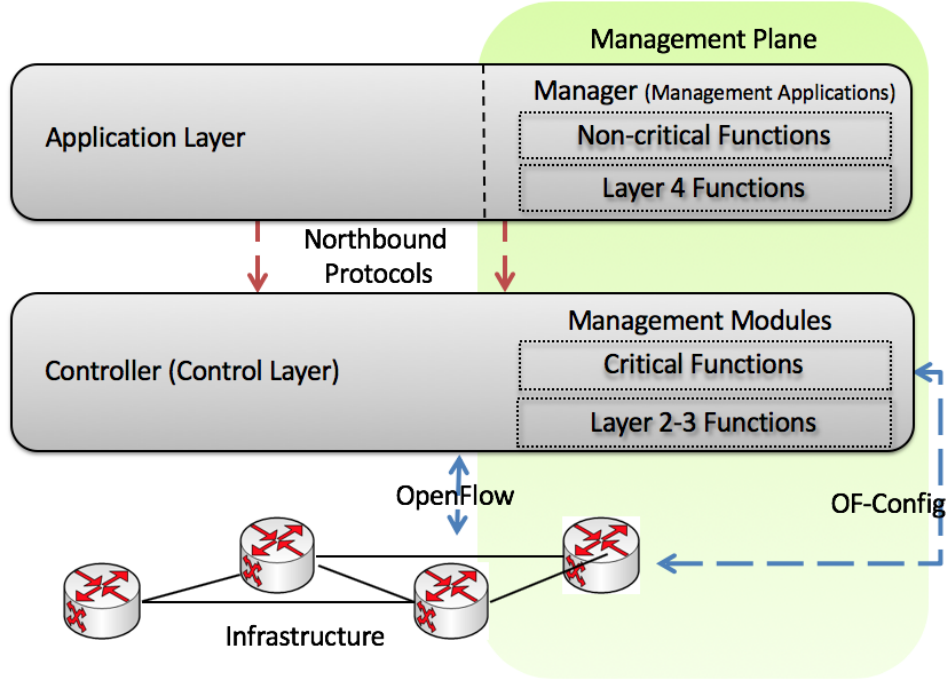 Management Plane
Manager (Management Applications)
Application Layer
Non-critical Functions
Layer 4 Functions
Northbound
Protocols
Management Modules
Controller (Control Layer)
Critical Functions
Layer 2-3 Functions
OpenFlow
OF-Config
Infrastructure